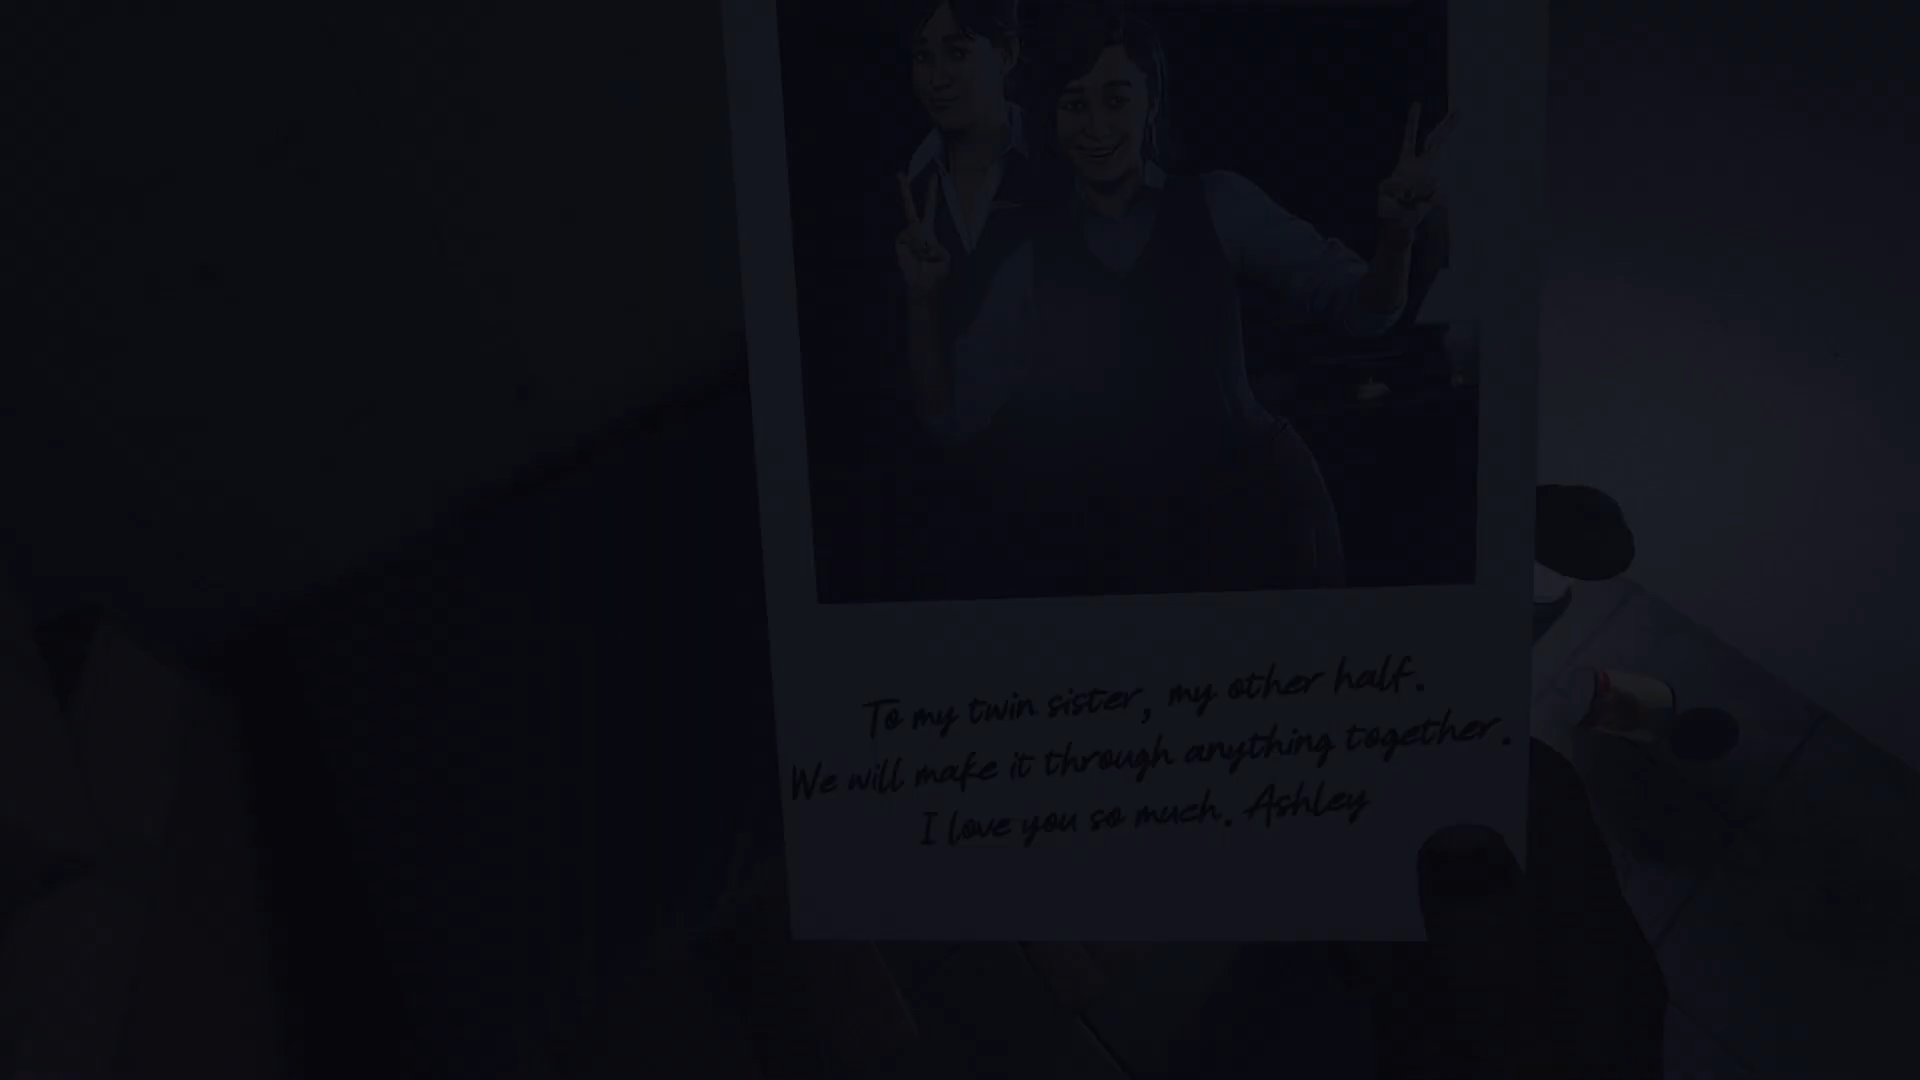 To my twin sister, my other half.
We will make it through anything together.
I love you so much. Ashley